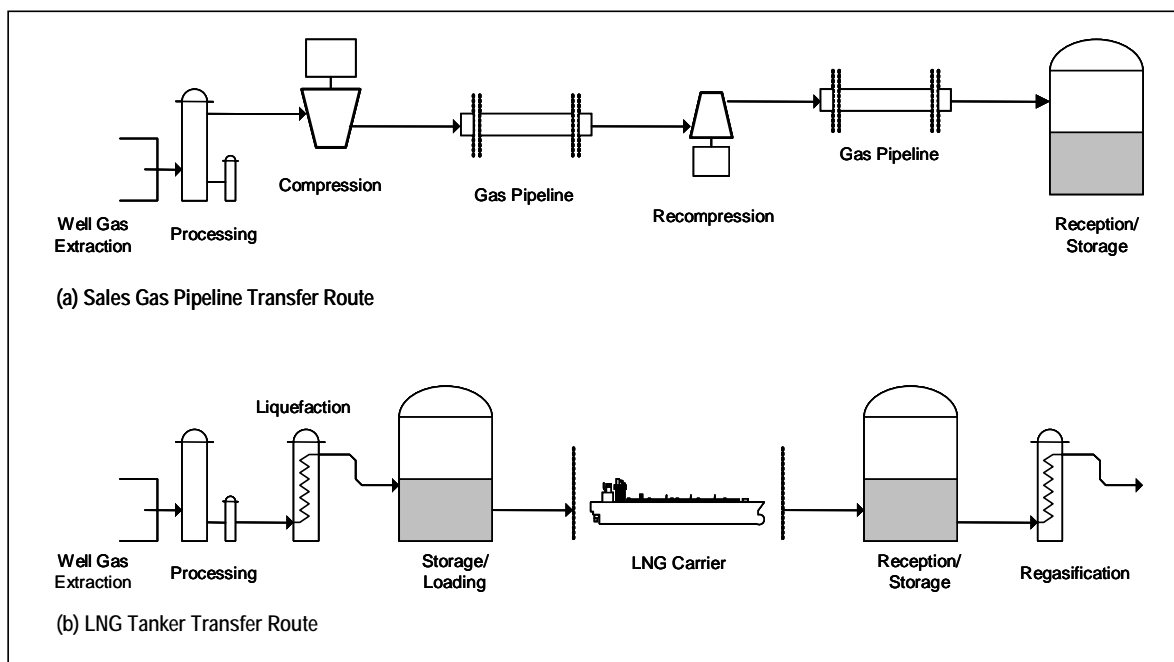 Compression
Gas Pipeline
Gas Pipeline
Recompression
Well Gas
Extraction
Processing
Reception/
Storage
(a) Sales Gas Pipeline Transfer Route
Liquefaction
Well Gas
Extraction
Processing
Storage/
Loading
LNG Carrier
Reception/
Storage
Regasification
(b) LNG Tanker Transfer Route